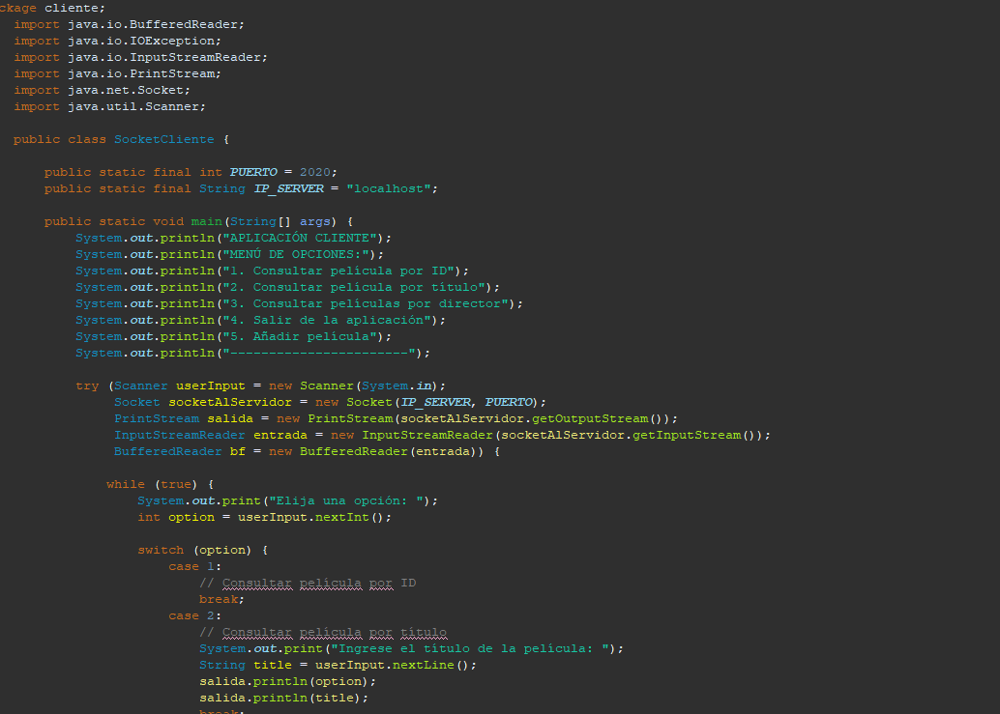 ckage cliente;
import java.io.BufferedReader;
import java.io.IOException;
import java.io.InputStreamReader;
import java.io.PrintStream;
import java.net.Socket;
import java.util.Scanner;
public class SocketCliente {
public static final int PUERTO = 2020;
public static final String IP_SERVER = "localhost";
public static void main(String[] args) {
System.out.println("APLICACIÓN CLIENTE");
System.out.println("MENÚ DE OPCIONES:");
System.out.println("1. Consultar película por ID");
System.out.println("2. Consultar película por título");
System.out.println("3. Consultar películas por director");
System.out.println("4. Salir de la aplicación");
System.out.println("5. Añadir película");
System.out.println("-----------------------");
try (Scanner userInput = new Scanner(System.in);
Socket socketAlServidor = new Socket(IP_SERVER, PUERTO);
PrintStream salida = new PrintStream(socketAlServidor.getOutputStream());
InputStreamReader entrada = new InputStreamReader(socketAlServidor.getInputStream());
BufferedReader bf = new BufferedReader(entrada)) {
while (true) {
System.out.print("Elija una opción: ");
int option = userInput.nextInt();
switch (option) {
case 1:
// Consultar película por ID
break;
case 2:
// Consultar película por título
System.out.print("Ingrese el título de la película: ");
String title = userInput.nextLine();
salida.println(option);
salida.println(title);
break;